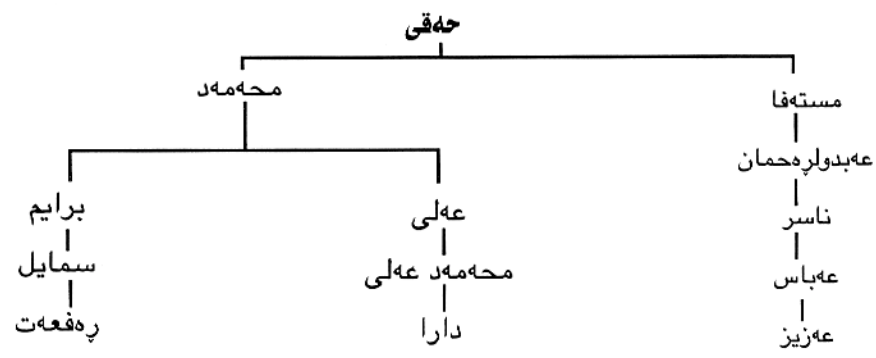 حەقی
محەمەد
مستەفا
عەبدولڕەحمان
برایم
عەلی
ناسر
سمایل
محەمەد عەلی
عەباس
ڕەفعەت
دارا
عەزیز